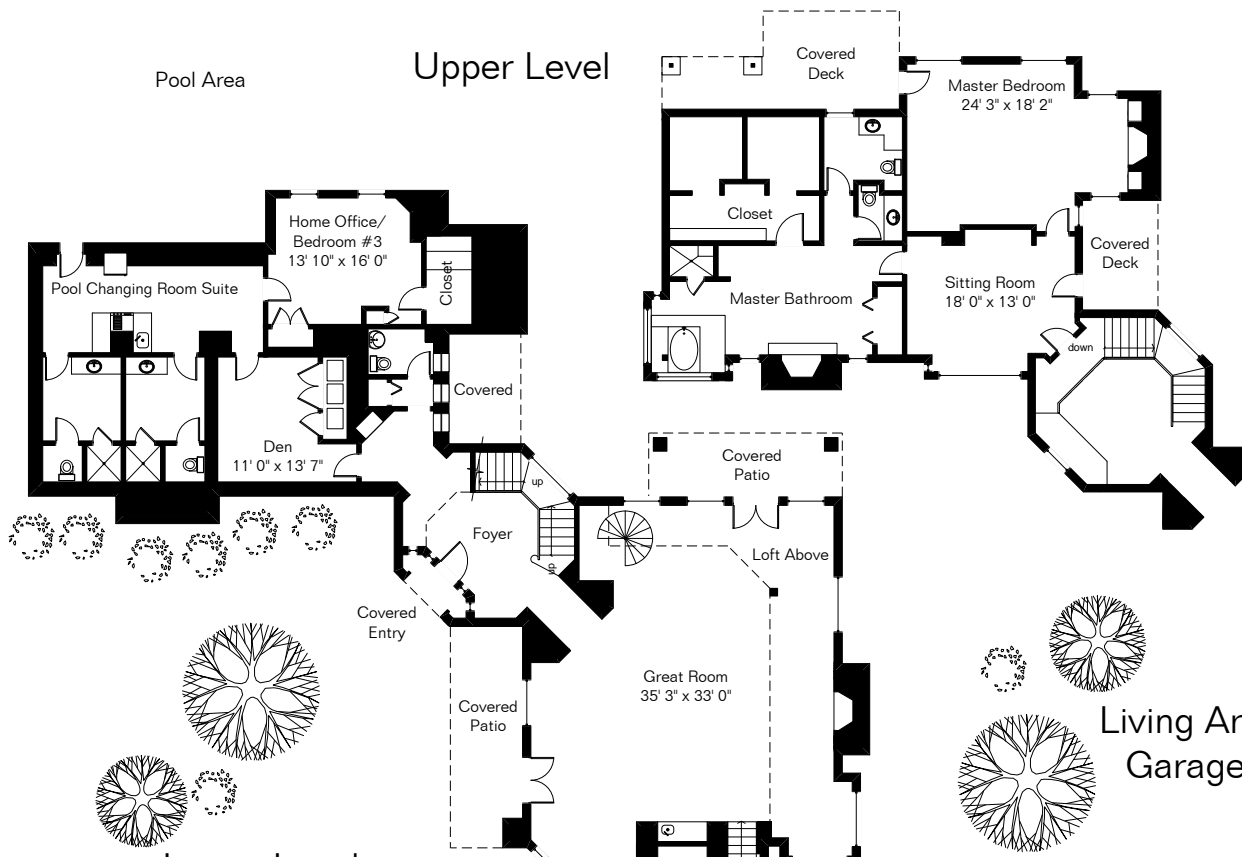 Pool Area
Upper Level
Covered
Deck
Master Bedroom
24' 3" x 18' 2"
Home Office/
Bedroom #3
13' 10" x 16' 0"
Closet
Closet
Pool Changing Room Suite
Master Bathroom
Sitting Room
18' 0" x 13' 0"
Covered
Deck
down
Covered
Den
11' 0" x 13' 7"
up
Covered
Patio
Foyer
up
Loft Above
Covered
Entry
Great Room
35' 3" x 33' 0"
Covered
Patio
Living Ar
Garage